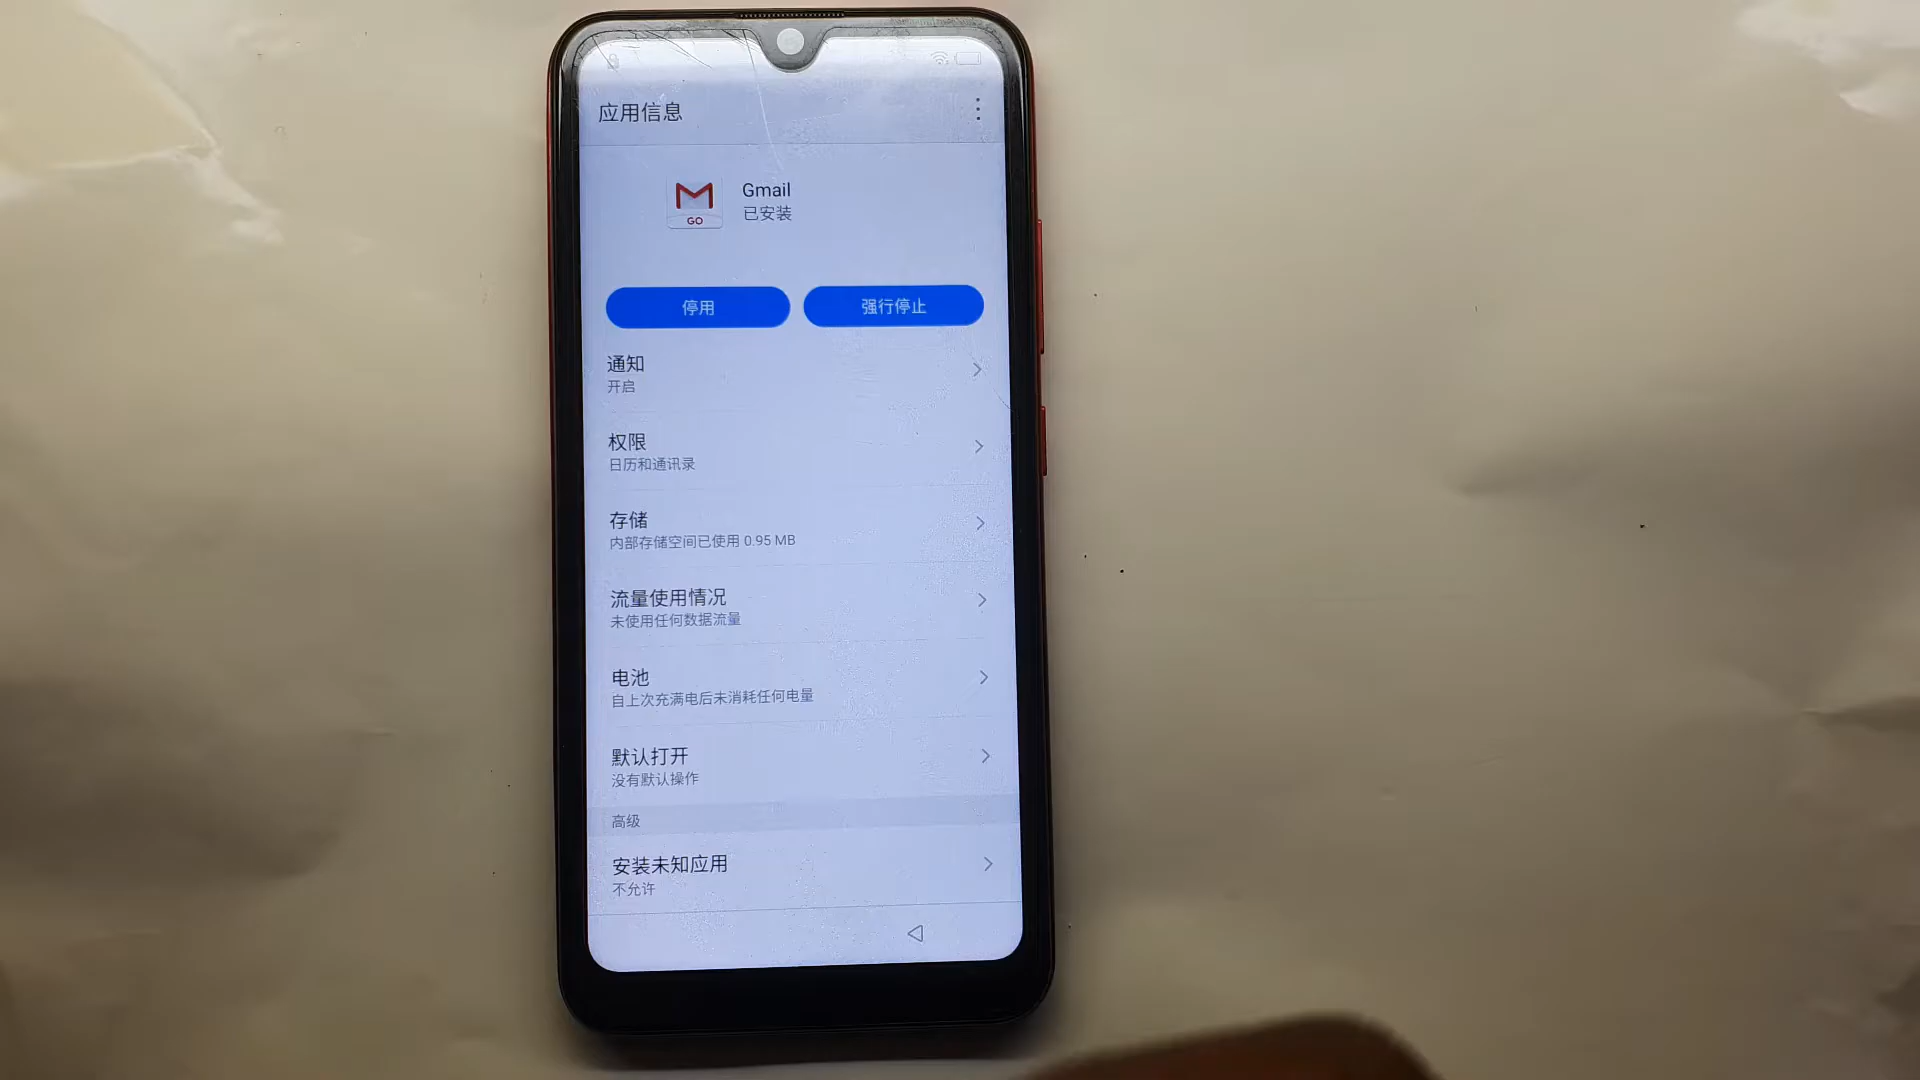 应用信息
Gmail
GO
已安装
停用
强行停止
通知
开启
权限
日历和通讯录
存储
内部存储空间已使用 0.95 MB
流量使用情况
未使用任何数据流量
电池
自上次充满电后未消耗任何电量
默认打开
没有默认操作
高级
安装未知应用
不允许